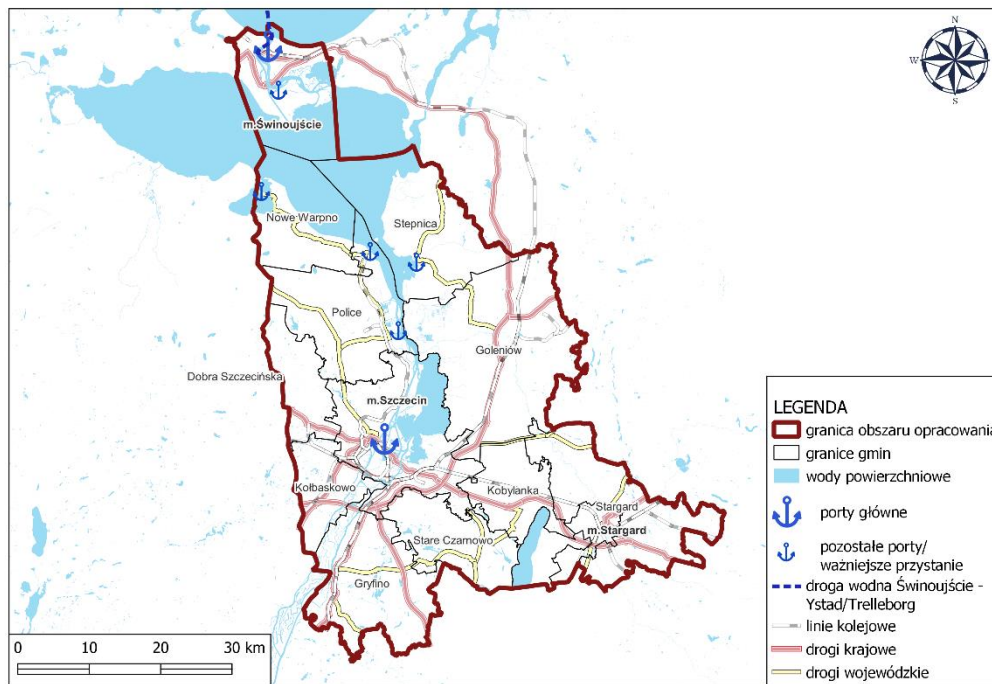 N
W
E
S
m.Świnoujście
Nowe Warpno
Stepnica
Police
Goleniów
Dobra Szczecińska
m.Szczecin
Kołbaskowo
Kobylanka
Stargard
m.Stargard
Stare Czarnowo
Gryfino
LEGENDA
granica obszaru opracowania
granice gmin
wody powierzchniowe
porty główne
pozostałe porty/
ważniejsze przystanie
droga wodna Świnoujście -
Ystad/Trelleborg
linie kolejowe
drogi krajowe
drogi wojewódzkie
0 10 20 30 km